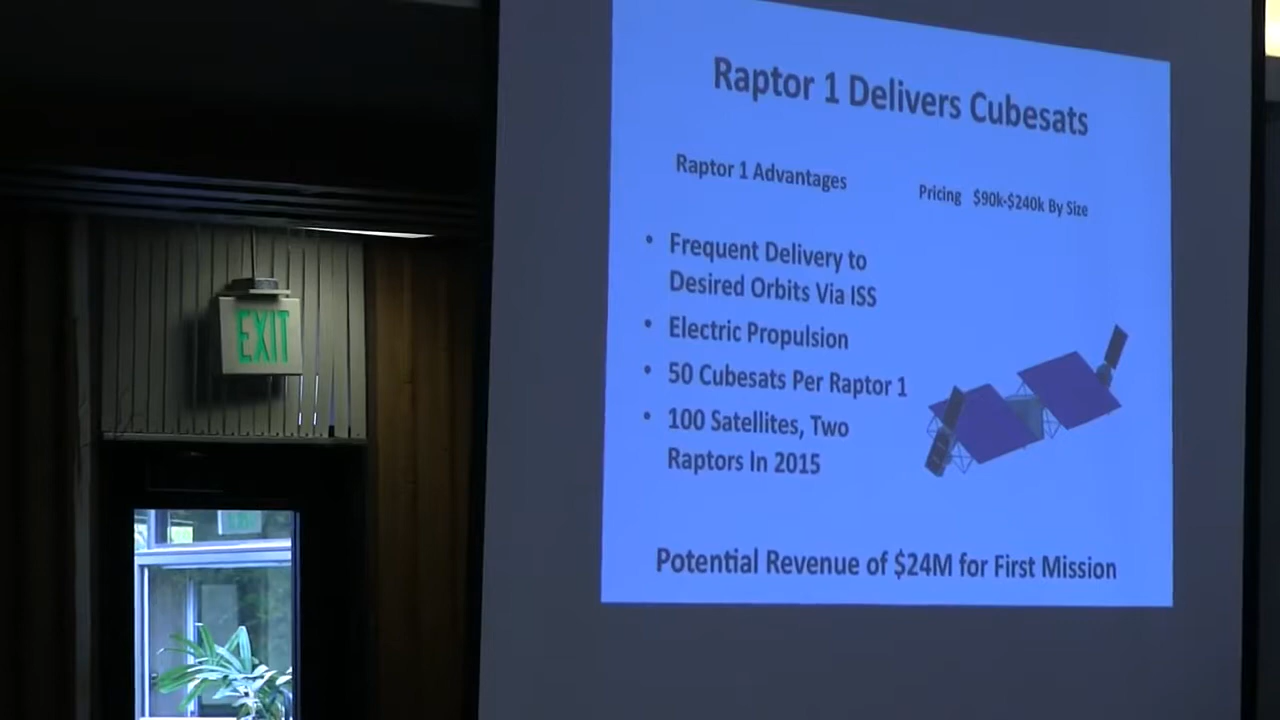 Raptor 1 Delivers Cubesats
Raptor 1 Advantages
Pricing $90k-$240k By Size
• Frequent Delivery to
Desired Orbits Via ISS
• Electric Propulsion
• 50 Cubesats Per Raptor 1
• 100 Satellites, Two
Raptors In 2015
Potential Revenue of $24M for First Mission
EXIT